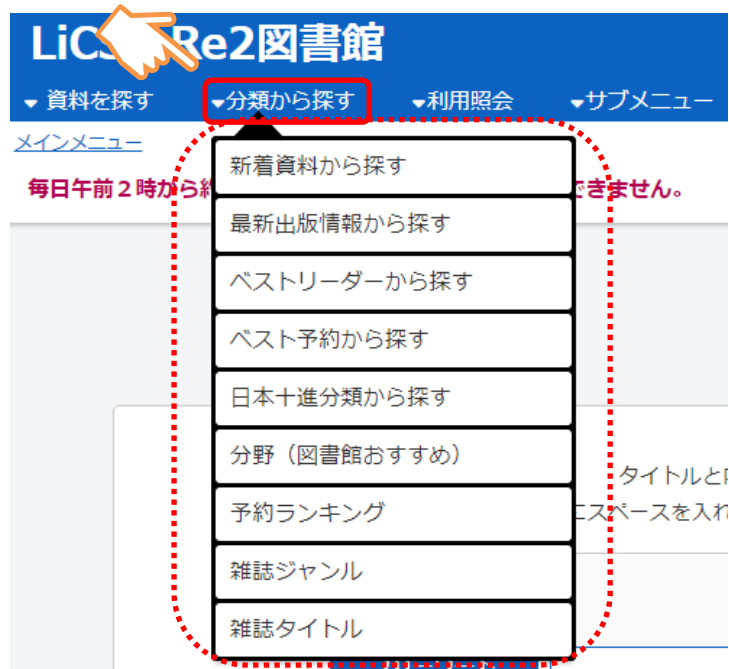 LiCS Re2図書館
資料を探す 分類から探す 利用照会 サブメニュー
メインメニュー
毎日午前2時から できません。
新着資料から探す
最新出版情報から探す
ベストリーダーから探す
ベスト予約から探す
日本十進分類から探す
分野（図書館おすすめ）
タイトルと
予約ランキング
スペースを入れ
雑誌ジャンル
雑誌タイトル